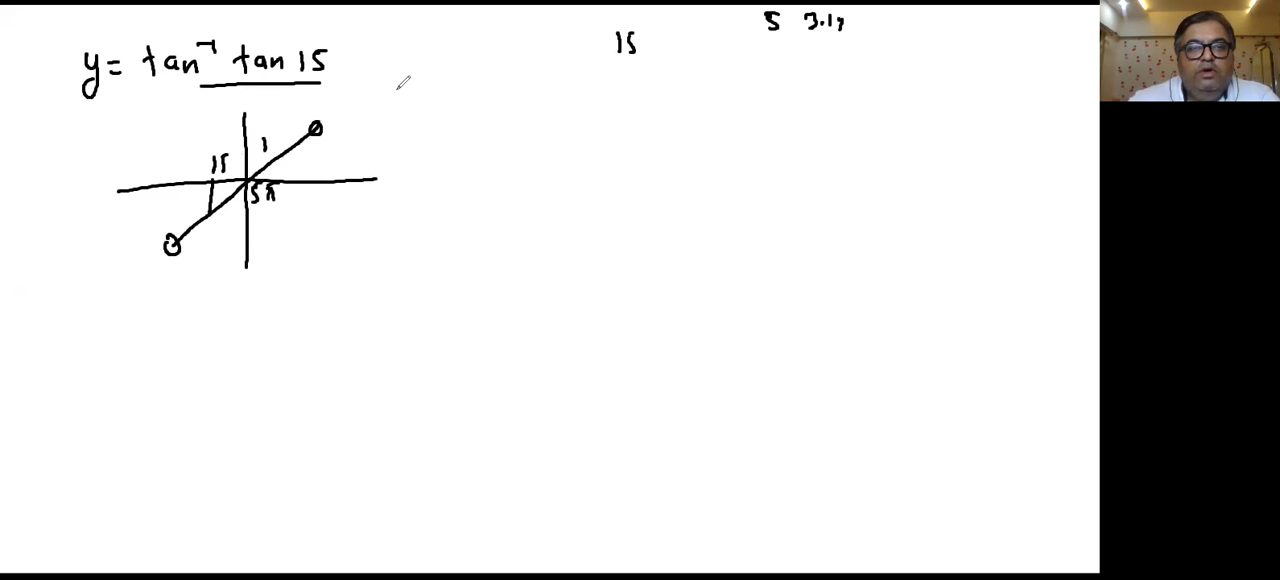 5 3.14
15
y = tan⁻¹ tan 15
1
15
5π